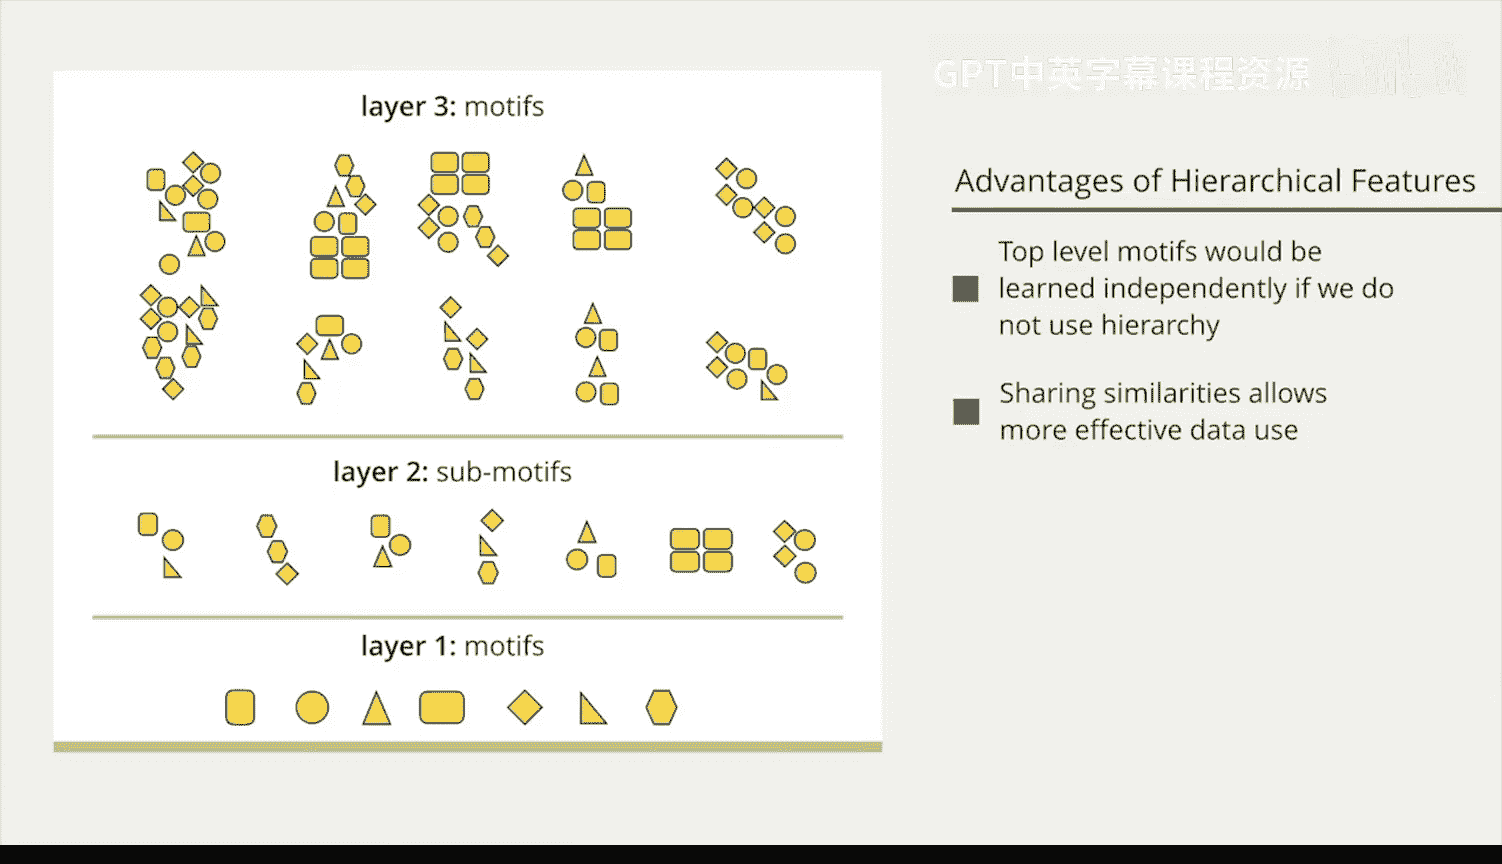 GPT中英字幕课程资源
layer 3: motifs
layer 2: sub-motifs
layer 1: motifs
Advantages of Hierarchical Features
Top level motifs would be
learned independently if we do
not use hierarchy
Sharing similarities allows
more effective data use